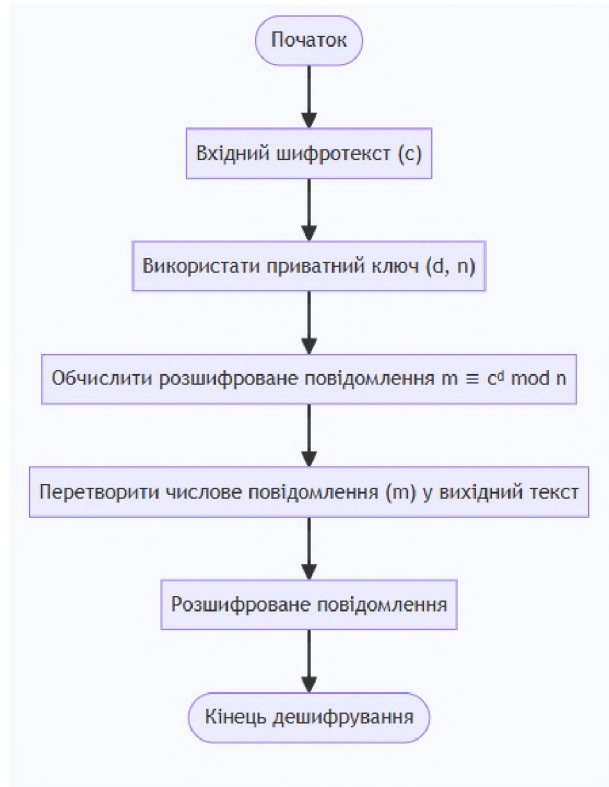 Початок
Вхідний шифротекст (c)
Використати приватний ключ (d, n)
Обчислити розшифроване повідомлення m ≡ cᵈ mod n
Перетворити числове повідомлення (m) у вихідний текст
Розшифроване повідомлення
Кінець дешифрування